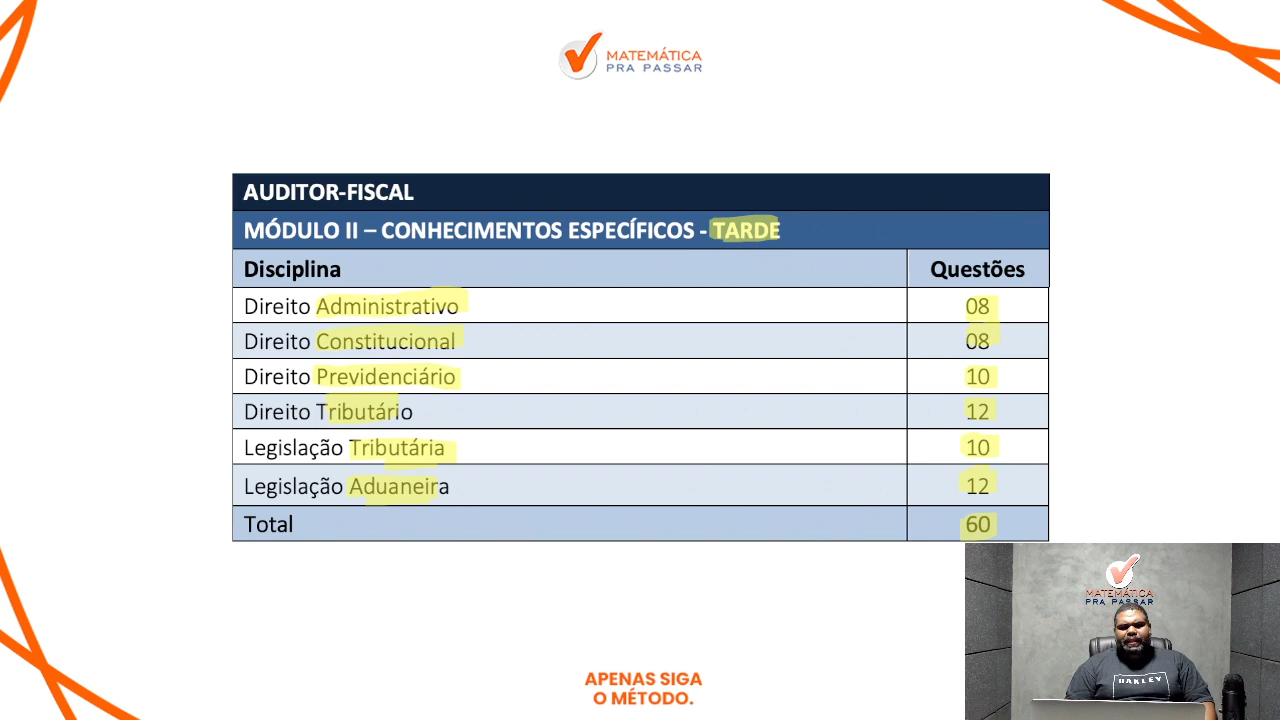 MATEMÁTICA
PRA PASSAR
AUDITOR-FISCAL
MÓDULO II – CONHECIMENTOS ESPECÍFICOS - TARDE
Disciplina Questões
Direito Administrativo 08
Direito Constitucional 08
Direito Previdenciário 10
Direito Tributário 12
Legislação Tributária 10
Legislação Aduaneira 12
Total 60
MATEMÁTICA
PRA PASSAR
OAKLEY
APENAS SIGA
O MÉTODO.